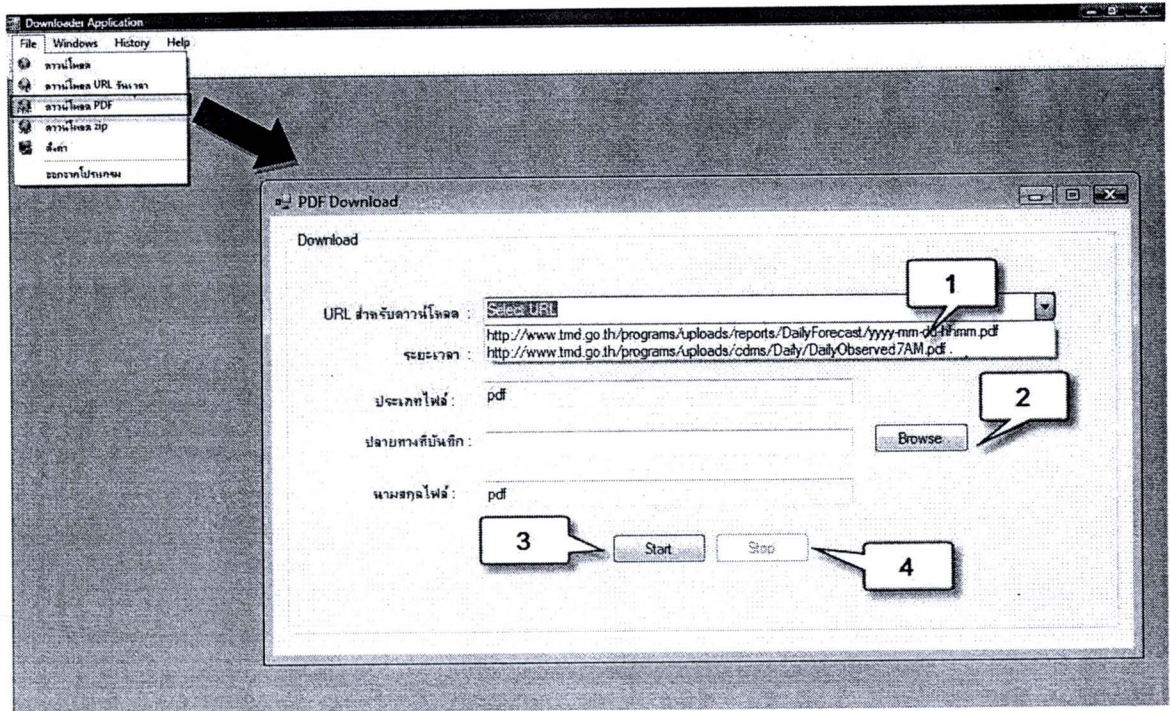 Downloader Application
File Windows History Help
ดาวน์โหลด
ดาวน์โหลด URL วันเวลา
ดาวน์โหลด PDF
ดาวน์โหลด zip
ตั้งค่า
ออกจากโปรแกรม
PDF Download
Download
1
URL สำหรับดาวน์โหลด : Select URL
http://www.tmd.go.th/programs/uploads/reports/DailyForecast/yyyy-mm-dd-hhmm.pdf
ระยะเวลา : http://www.tmd.go.th/programs/uploads/cdms/Daily/DailyObserved7AM.pdf
ประเภทไฟล์ : pdf
2
ปลายทางที่บันทึก : Browse
นามสกุลไฟล์ : pdf
3 Start Stop
4